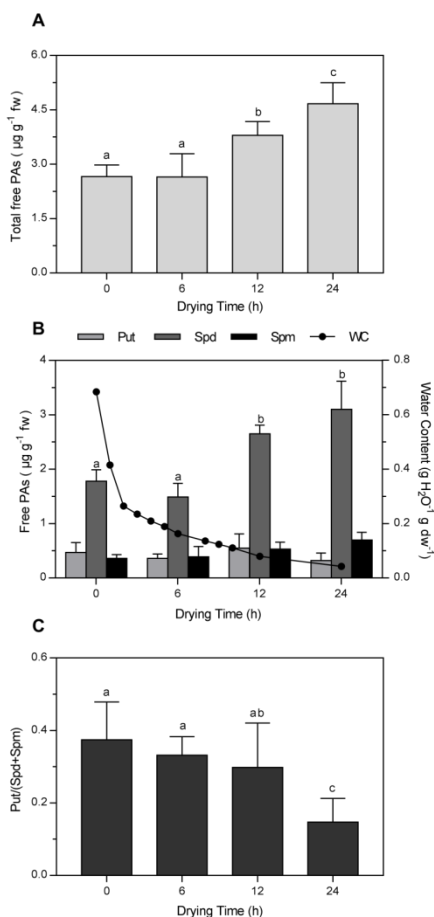 A
Total free PAs ( µg g⁻¹ fw)
6.0
4.5
3.0
1.5
0.0
a
a
b
c
0
6
12
24
Drying Time (h)
B
Put
Spd
Spm
WC
Free PAs ( µg g⁻¹ fw)
4
3
2
1
0
a
a
b
b
0.8
0.6
0.4
0.2
0.0
Water Content (g H₂O⁻¹ g dw⁻¹)
0
6
12
24
Drying Time (h)
C
Put/(Spd+Spm)
0.6
0.4
0.2
0.0
a
a
ab
c
0
6
12
24
Drying Time (h)